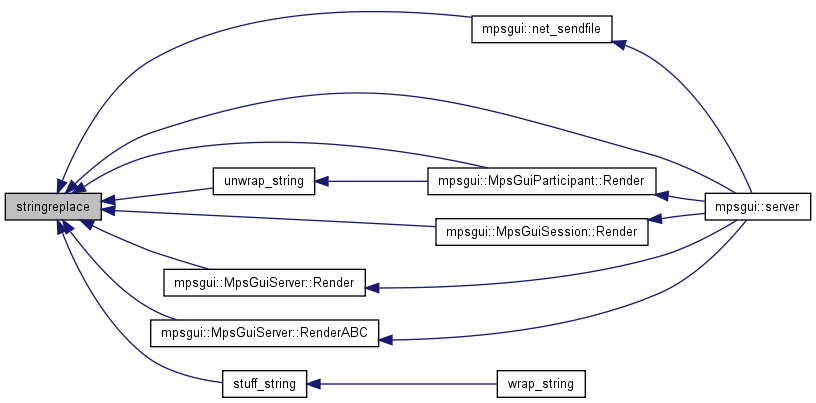 mpsgui::net_sendfile
unwrap_string
mpsgui::MpsGuiParticipant::Render
stringreplace
mpsgui::server
mpsgui::MpsGuiSession::Render
mpsgui::MpsGuiServer::Render
mpsgui::MpsGuiServer::RenderABC
stuff_string
wrap_string